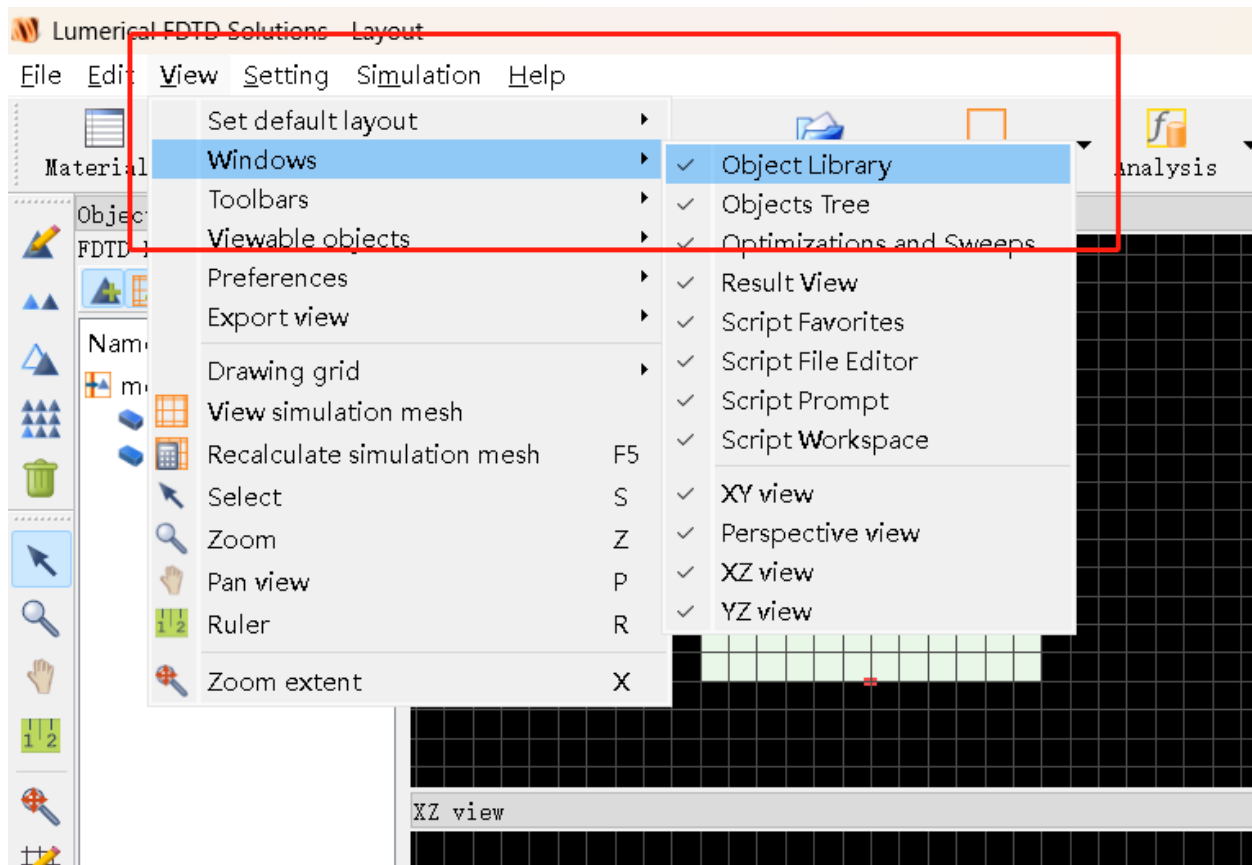 Lumerical FDTD Solutions - Layout
File Edit View Setting Simulation Help
Material
Analysis
Set default layout
Windows
Toolbars
Viewable objects
Preferences
Export view
Drawing grid
View simulation mesh
Recalculate simulation mesh F5
Select S
Zoom Z
Pan view P
Ruler R
Zoom extent X
Object Library
Objects Tree
Optimizations and Sweeps
Result View
Script Favorites
Script File Editor
Script Prompt
Script Workspace
XY view
Perspective view
XZ view
YZ view
FDTD
XZ view